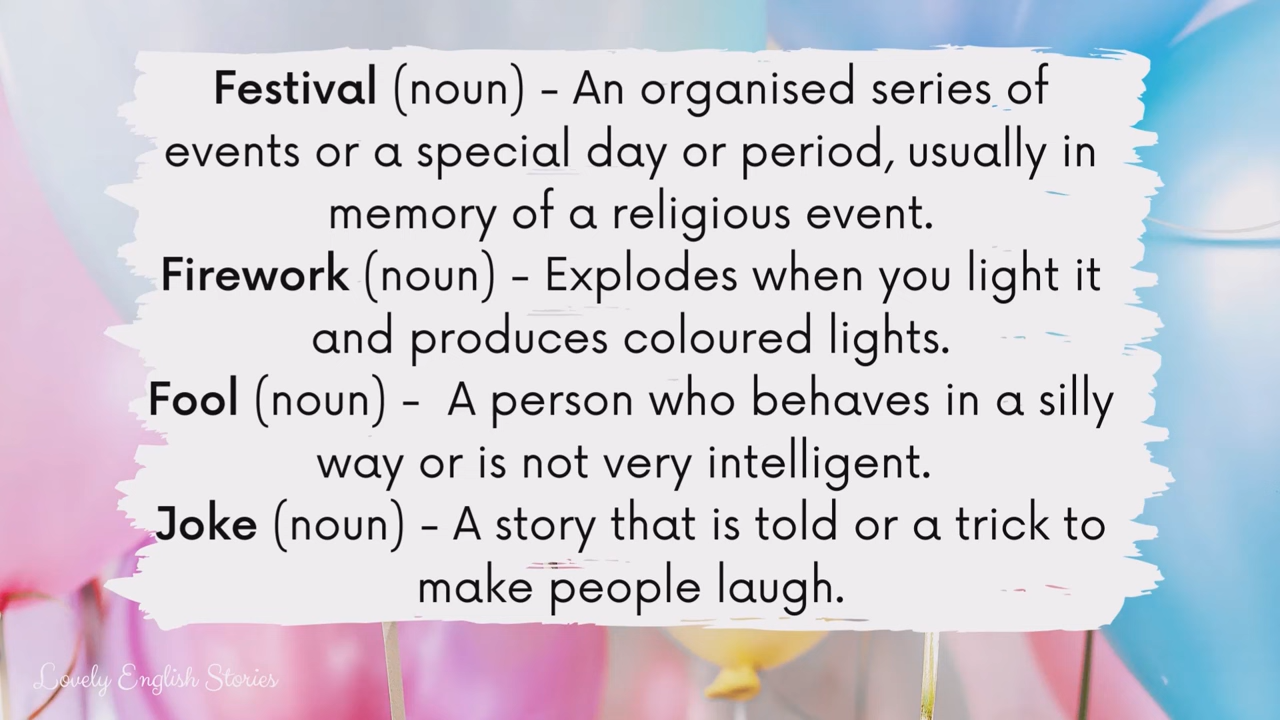 Festival (noun) – An organised series of
events or a special day or period, usually in
memory of a religious event.
Firework (noun) – Explodes when you light it
and produces coloured lights.
Fool (noun) – A person who behaves in a silly
way or is not very intelligent.
Joke (noun) – A story that is told or a trick to
make people laugh.
Lovely English Stories